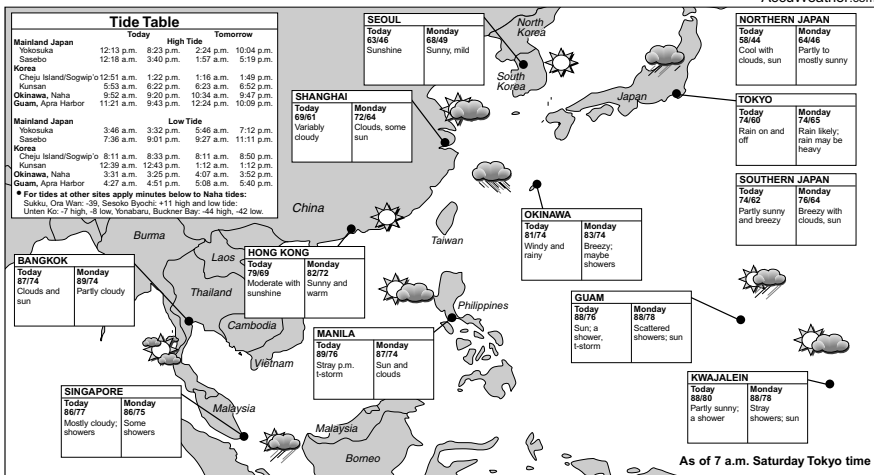 AccuWeather.com
Tide Table
Today Tomorrow
Mainland Japan High Tide
Yokosuka 12:13 p.m. 8:23 p.m. 2:24 p.m. 10:04 p.m.
Sasebo 12:18 a.m. 3:40 p.m. 1:57 a.m. 5:19 p.m.
Korea
Cheju Island/Sogwip'o 12:51 a.m. 1:22 p.m. 1:16 a.m. 1:49 p.m.
Kunsan 5:53 a.m. 6:22 p.m. 6:23 a.m. 6:52 p.m.
Okinawa, Naha 9:52 a.m. 9:20 p.m. 10:34 a.m. 9:47 p.m.
Guam, Apra Harbor 11:21 a.m. 9:43 p.m. 12:24 p.m. 10:09 p.m.
Mainland Japan Low Tide
Yokosuka 3:46 a.m. 3:32 p.m. 5:46 a.m. 7:12 p.m.
Sasebo 7:36 a.m. 9:01 p.m. 9:27 a.m. 11:11 p.m.
Korea
Cheju Island/Sogwip'o 8:11 a.m. 8:33 p.m. 8:11 a.m. 8:50 p.m.
Kunsan 12:39 a.m. 12:43 p.m. 1:12 a.m. 1:12 p.m.
Okinawa, Naha 3:31 a.m. 3:25 p.m. 4:07 a.m. 3:52 p.m.
Guam, Apra Harbor 4:27 a.m. 4:51 p.m. 5:08 a.m. 5:40 p.m.
• For tides at other sites apply minutes below to Naha tides:
Sukku, Ora Wan: -39, Sesoko Byochi: +11 high and low tide:
Unten Ko: -7 high, -8 low, Yonabaru, Buckner Bay: -44 high, -42 low.
SEOUL
Today Monday
63/46 68/49
Sunshine Sunny, mild
North
Korea
South
Korea
Japan
NORTHERN JAPAN
Today Monday
58/44 64/46
Cool with Partly to
clouds, sun mostly sunny
SHANGHAI
Today Monday
69/61 72/64
Variably Clouds, some
cloudy sun
TOKYO
Today Monday
74/60 74/65
Rain on and Rain likely;
off rain may be
heavy
SOUTHERN JAPAN
Today Monday
74/62 76/64
Partly sunny Breezy with
and breezy clouds, sun
China
Taiwan
OKINAWA
Today Monday
81/74 83/74
Windy and Breezy;
rainy maybe
showers
Burma
Laos
Thailand
Cambodia
Vietnam
HONG KONG
Today Monday
79/69 82/72
Moderate with Sunny and
sunshine warm
BANGKOK
Today Monday
87/74 89/74
Clouds and Partly cloudy
sun
Philippines
GUAM
Today Monday
88/76 88/78
Sun; a Scattered
shower, showers; sun
t-storm
MANILA
Today Monday
89/76 87/74
Stray p.m. Sun and
t-storm clouds
KWAJALEIN
Today Monday
88/80 88/78
Partly sunny; Stray
a shower showers; sun
SINGAPORE
Today Monday
86/77 86/75
Mostly cloudy; Some
showers showers
Malaysia
Malaysia
Borneo
As of 7 a.m. Saturday Tokyo time